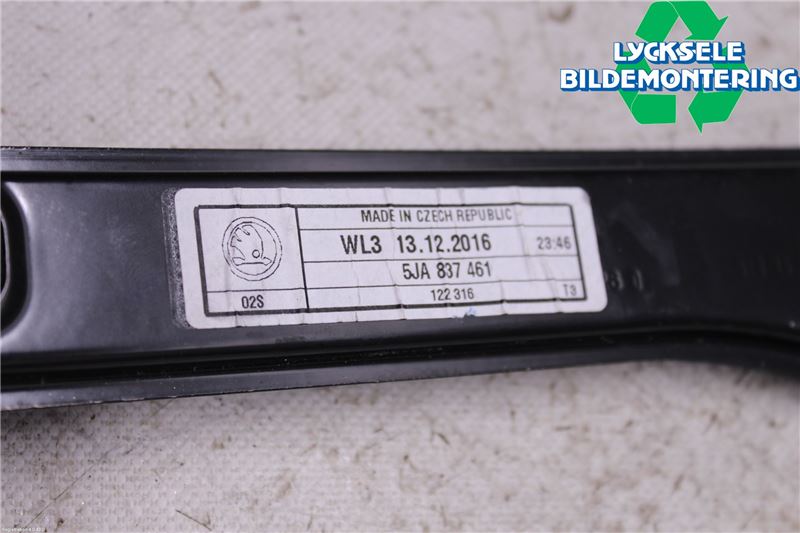 LYCKSELE
BILDEMONTERING
MADE IN CZECH REPUBLIC
WL3 13.12.2016 23:46
5JA 837 461
02S 122 316 T3